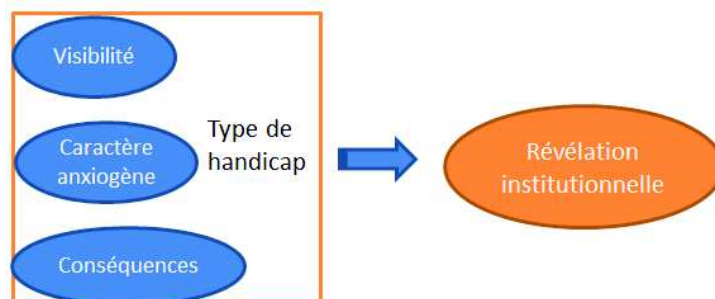 Visibilité
Caractère
anxiogène
Type de
handicap
Conséquences
Révélation
institutionnelle